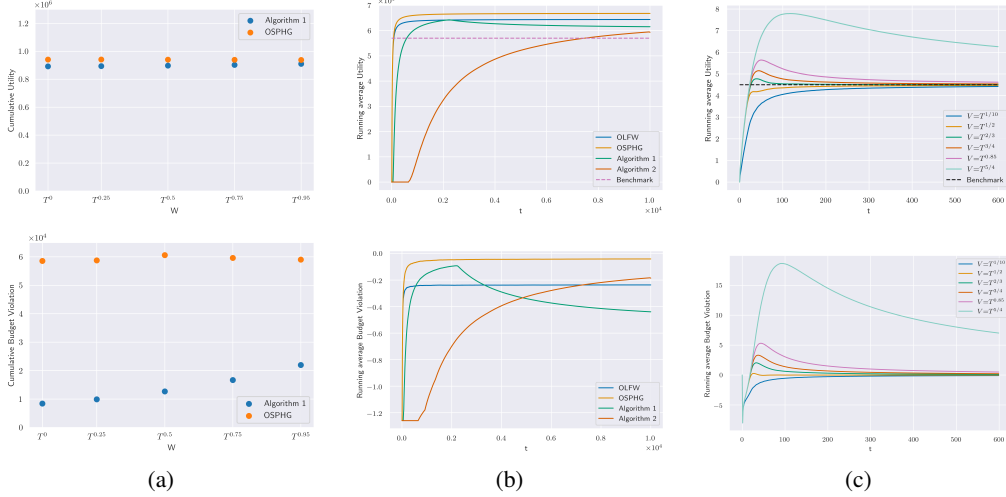 ×10⁶
1.2
1.0
0.8
0.6
0.4
0.2
0.0
Cumulative Utility
Algorithm 1
OSPHG
T⁰
T⁰·²⁵
T⁰·⁵
T⁰·⁷⁵
T⁰·⁹⁵
W
7
6
5
4
3
2
1
0
Running average Utility
OLFW
OSPHG
Algorithm 1
Algorithm 2
Benchmark
0.0
0.2
0.4
0.6
0.8
1.0
×10⁴
t
8
7
6
5
4
3
2
1
0
Runnning average Utility
V=T^{1/10}
V=T^{1/2}
V=T^{2/3}
V=T^{3/4}
V=T^{0.85}
V=T^{5/4}
Benchmark
0
100
200
300
400
500
600
t
×10⁴
6
5
4
3
2
1
0
Cumulative Budget Violation
Algorithm 1
OSPHG
T⁰
T⁰·²⁵
T⁰·⁵
T⁰·⁷⁵
T⁰·⁹⁵
W
0.0
−0.2
−0.4
−0.6
−0.8
−1.0
−1.2
Running average Budget Violation
OLFW
OSPHG
Algorithm 1
Algorithm 2
0.0
0.2
0.4
0.6
0.8
1.0
×10⁴
t
15
10
5
0
−5
Running average Budget Violation
V=T^{1/10}
V=T^{1/2}
V=T^{2/3}
V=T^{3/4}
V=T^{0.85}
V=T^{5/4}
0
100
200
300
400
500
600
t
(a)
(b)
(c)